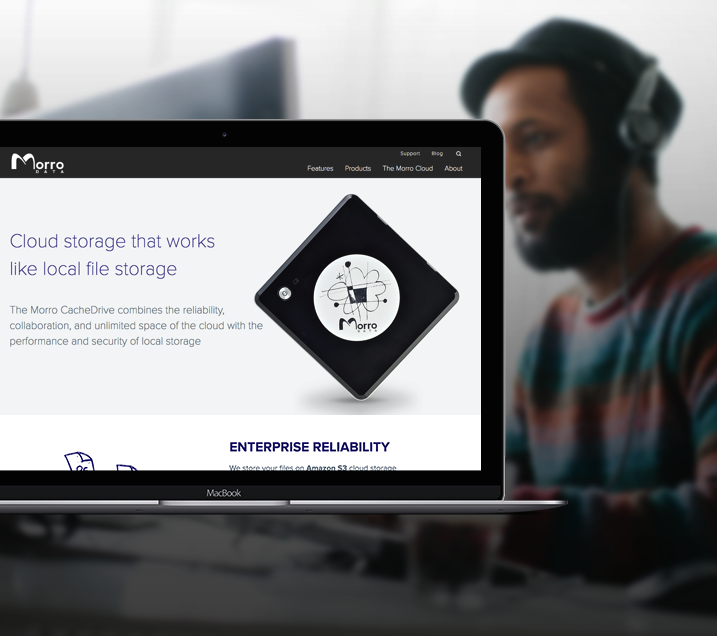 Morro
DATA
Support Blog
Features Products The Morro Cloud About
Cloud storage that works
like local file storage
The Morro CacheDrive combines the reliability,
collaboration, and unlimited space of the cloud with the
performance and security of local storage
Morro
DATA
ENTERPRISE RELIABILITY
We store your files on Amazon S3 cloud storage
MacBook